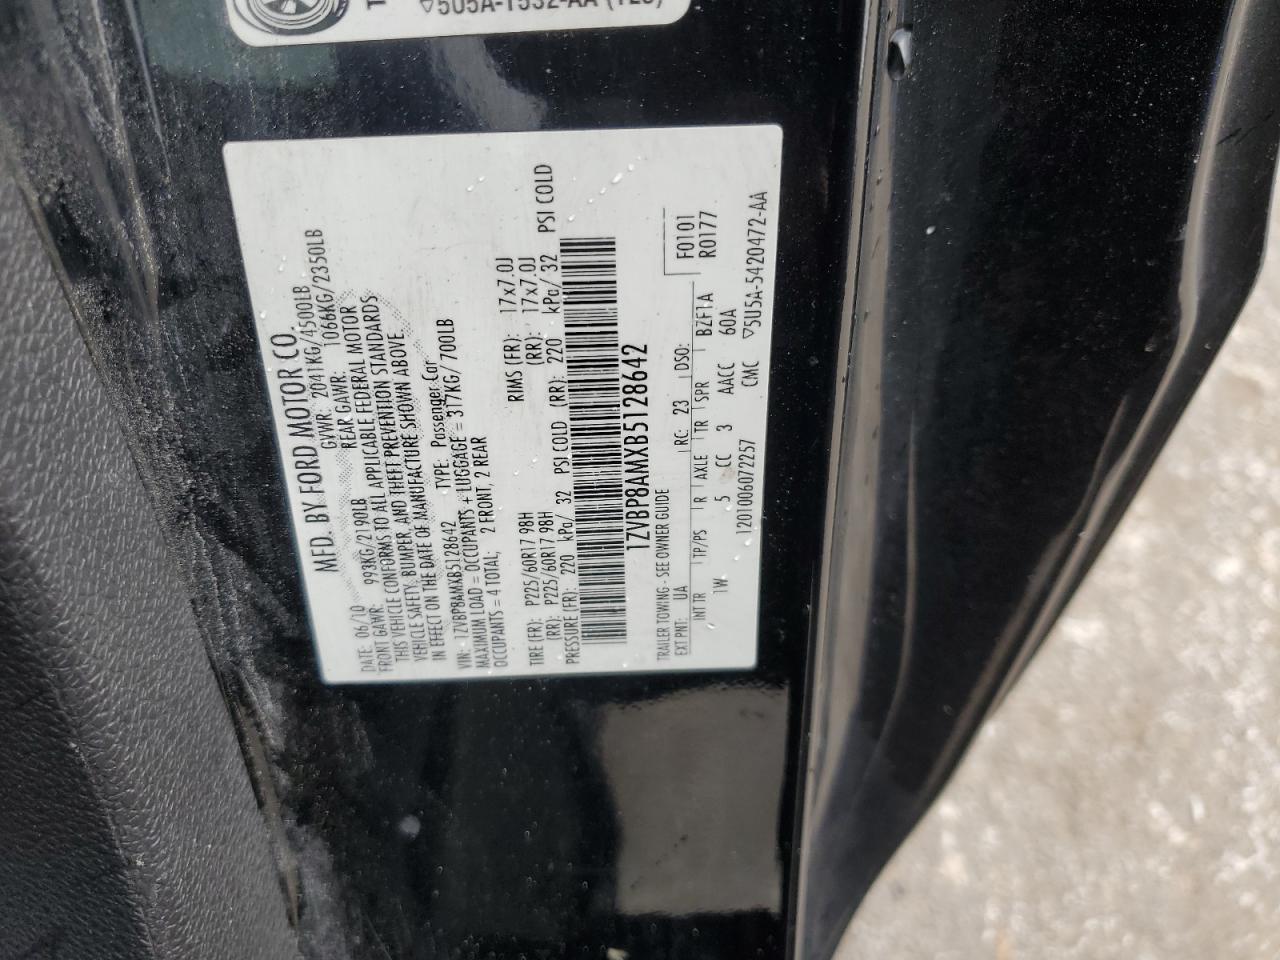 5U5A-1532-AA
MFD. BY FORD MOTOR CO.
DATE: 06/10 GVWR: 2041KG/4500LB
FRONT GAWR: 993KG/2190LB REAR GAWR: 1066KG/2350LB
THIS VEHICLE CONFORMS TO ALL APPLICABLE FEDERAL MOTOR
VEHICLE SAFETY, BUMPER, AND THEFT PREVENTION STANDARDS
IN EFFECT ON THE DATE OF MANUFACTURE SHOWN ABOVE.
VIN: 1ZVBP8AMXB5128642 TYPE: Passenger Car
MAXIMUM LOAD = OCCUPANTS + LUGGAGE = 317KG/ 700LB
OCCUPANTS = 4 TOTAL; 2 FRONT, 2 REAR
TIRE (FR): P225/60R17 98H RIMS (FR): 17x7.0J
(RR): P225/60R17 98H (RR): 17x7.0J
PRESSURE (FR): 220 kPa/ 32 PSI COLD (RR): 220 kPa/ 32 PSI COLD
1ZVBP8AMXB5128642
TRAILER TOWING - SEE OWNER GUIDE F0101
EXT PNT: UA RC: 23 DSO: R0177
INT TR TP/PS R AXLE TR SPR BZF1A
1W 5 CC 3 AACC 60A
1201006072257 CMC ▽5U5A-5420472-AA